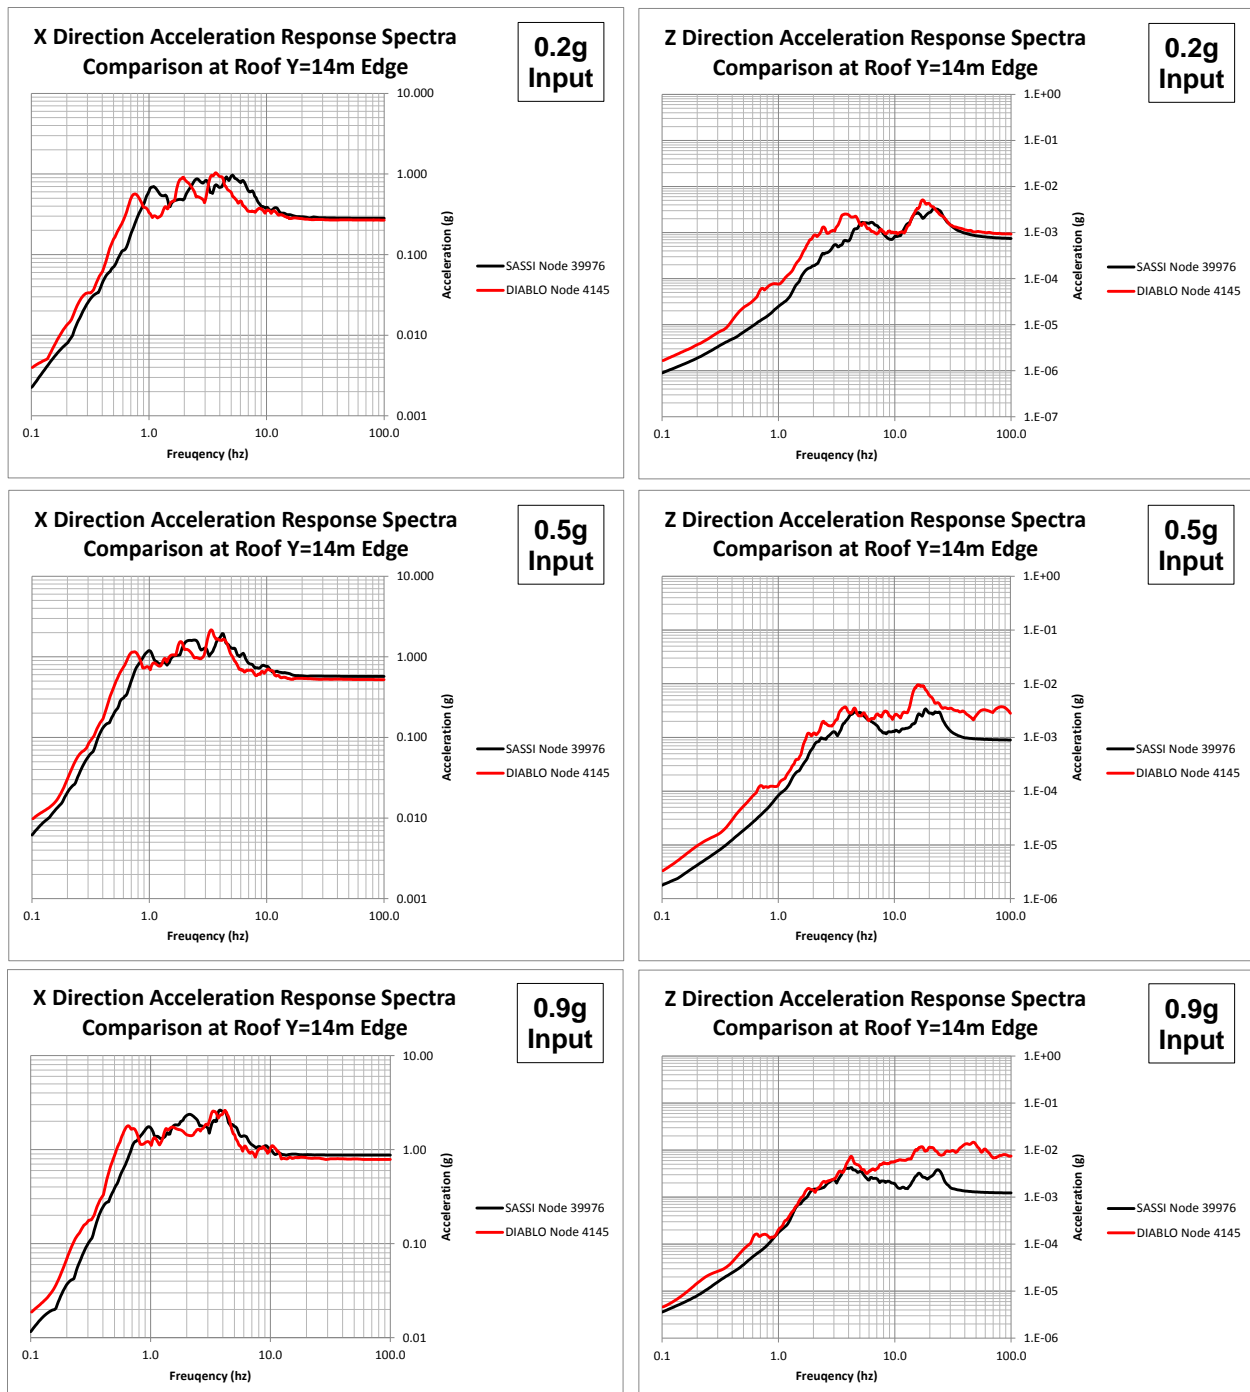 X Direction Acceleration Response Spectra
Comparison at Roof Y=14m Edge
0.2g
Input
10.000
1.000
0.100
0.010
0.001
Acceleration (g)
0.1
1.0
10.0
100.0
Freuqency (hz)
SASSI Node 39976
DIABLO Node 4145
Z Direction Acceleration Response Spectra
Comparison at Roof Y=14m Edge
0.2g
Input
1.E+00
1.E-01
1.E-02
1.E-03
1.E-04
1.E-05
1.E-06
1.E-07
Acceleration (g)
0.1
1.0
10.0
100.0
Freuqency (hz)
SASSI Node 39976
DIABLO Node 4145
X Direction Acceleration Response Spectra
Comparison at Roof Y=14m Edge
0.5g
Input
10.000
1.000
0.100
0.010
0.001
Acceleration (g)
0.1
1.0
10.0
100.0
Freuqency (hz)
SASSI Node 39976
DIABLO Node 4145
Z Direction Acceleration Response Spectra
Comparison at Roof Y=14m Edge
0.5g
Input
1.E+00
1.E-01
1.E-02
1.E-03
1.E-04
1.E-05
1.E-06
Acceleration (g)
0.1
1.0
10.0
100.0
Freuqency (hz)
SASSI Node 39976
DIABLO Node 4145
X Direction Acceleration Response Spectra
Comparison at Roof Y=14m Edge
0.9g
Input
10.00
1.00
0.10
0.01
Acceleration (g)
0.1
1.0
10.0
100.0
Freuqency (hz)
SASSI Node 39976
DIABLO Node 4145
Z Direction Acceleration Response Spectra
Comparison at Roof Y=14m Edge
0.9g
Input
1.E+00
1.E-01
1.E-02
1.E-03
1.E-04
1.E-05
1.E-06
Acceleration (g)
0.1
1.0
10.0
100.0
Freuqency (hz)
SASSI Node 39976
DIABLO Node 4145